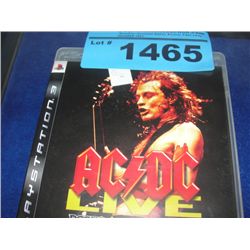 Lot # 1465
PLAYSTATION 3
AC/DC
LIVE